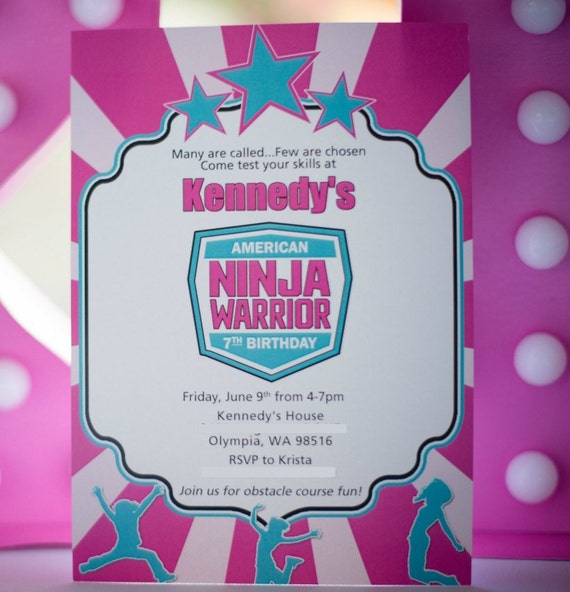 Many are called...Few are chosen
Come test your skills at
Kennedy's
AMERICAN
NINJA
WARRIOR
7TH BIRTHDAY
Friday, June 9th from 4-7pm
Kennedy's House
Olympia, WA 98516
RSVP to Krista
Join us for obstacle course fun!